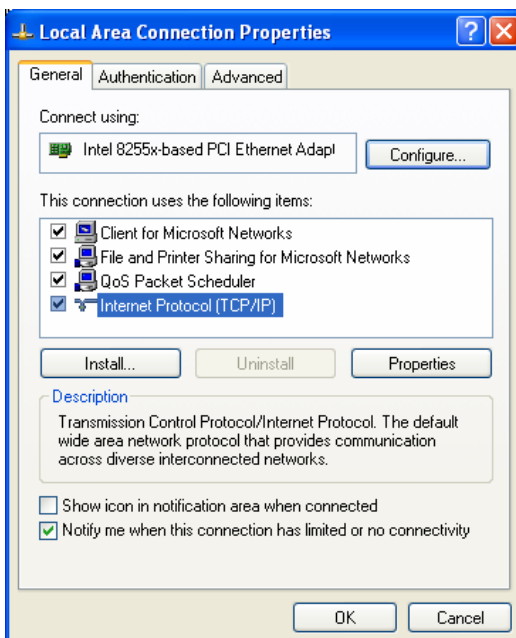 Local Area Connection Properties
General Authentication Advanced
Connect using:
Intel 8255x-based PCI Ethernet Adapt
Configure...
This connection uses the following items:
Client for Microsoft Networks
File and Printer Sharing for Microsoft Networks
QoS Packet Scheduler
Internet Protocol (TCP/IP)
Install... Uninstall Properties
Description
Transmission Control Protocol/Internet Protocol. The default
wide area network protocol that provides communication
across diverse interconnected networks.
Show icon in notification area when connected
Notify me when this connection has limited or no connectivity
OK Cancel